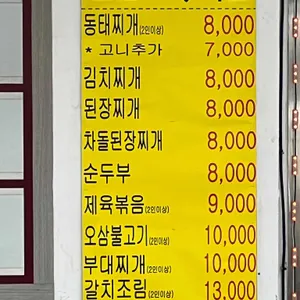 동태찌개(2인이상) 8,000
* 고니추가 7,000
김치찌개 8,000
된장찌개 8,000
차돌된장찌개 8,000
순두부 8,000
제육볶음(2인이상) 9,000
오삼불고기(2인이상) 10,000
부대찌개(2인이상) 10,000
갈치조림(2인이상) 13,000